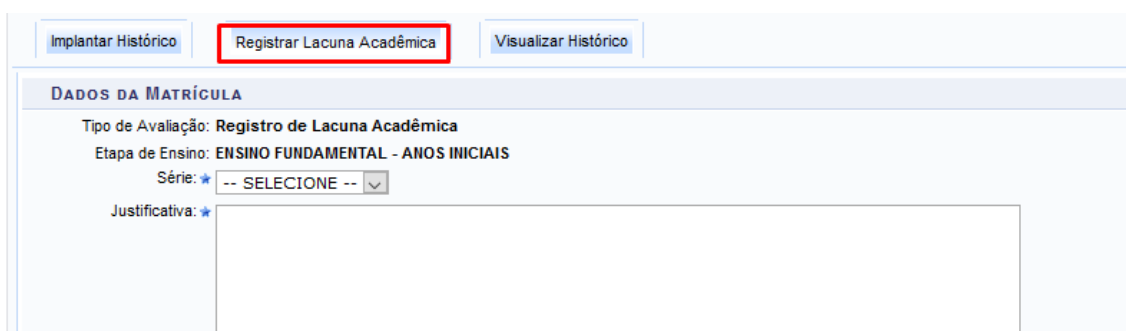 Implantar Histórico Registrar Lacuna Acadêmica Visualizar Histórico
DADOS DA MATRÍCULA
Tipo de Avaliação: Registro de Lacuna Acadêmica
Etapa de Ensino: ENSINO FUNDAMENTAL - ANOS INICIAIS
Série: -- SELECIONE --
Justificativa: